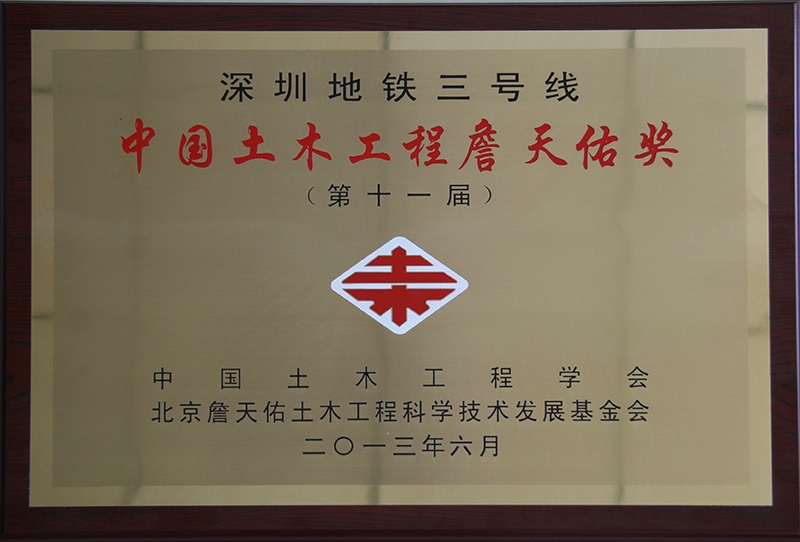 深圳地铁三号线
中国土木工程詹天佑奖
（第十一届）
中国土木工程学会
北京詹天佑土木工程科学技术发展基金会
二〇一三年六月